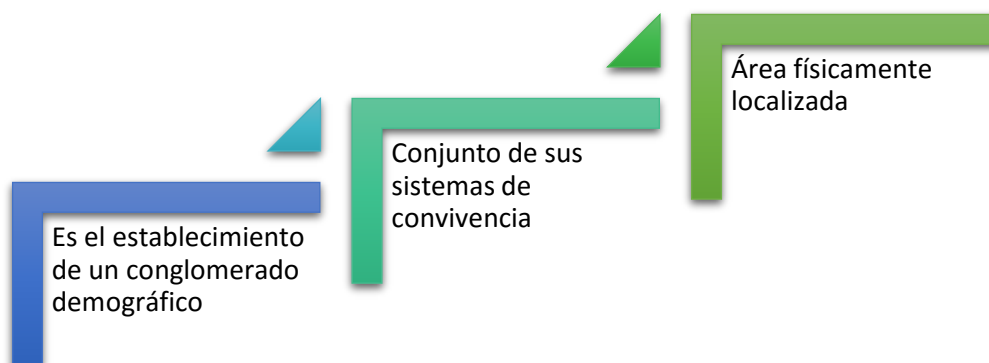 Es el establecimiento
de un conglomerado
demográfico
Conjunto de sus
sistemas de
convivencia
Área físicamente
localizada